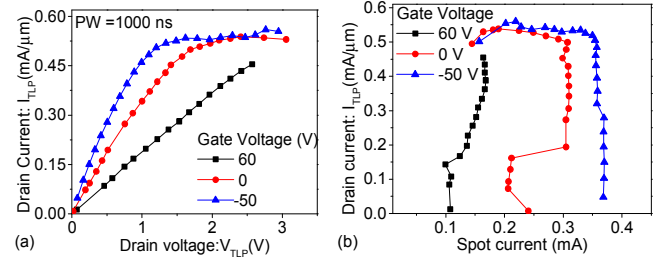 PW =1000 ns
0.60
0.45
0.30
0.15
0.00
0 1 2 3 4
Drain Current: I_TLP(mA/μm)
Drain voltage:V_TLP(V)
Gate Voltage (V)
60
0
-50
(a)
Gate Voltage
60 V
0 V
-50 V
0.6
0.5
0.4
0.3
0.2
0.1
0.0
0.1 0.2 0.3 0.4
Drain current: I_TLP(mA/μm)
Spot current (mA)
(b)